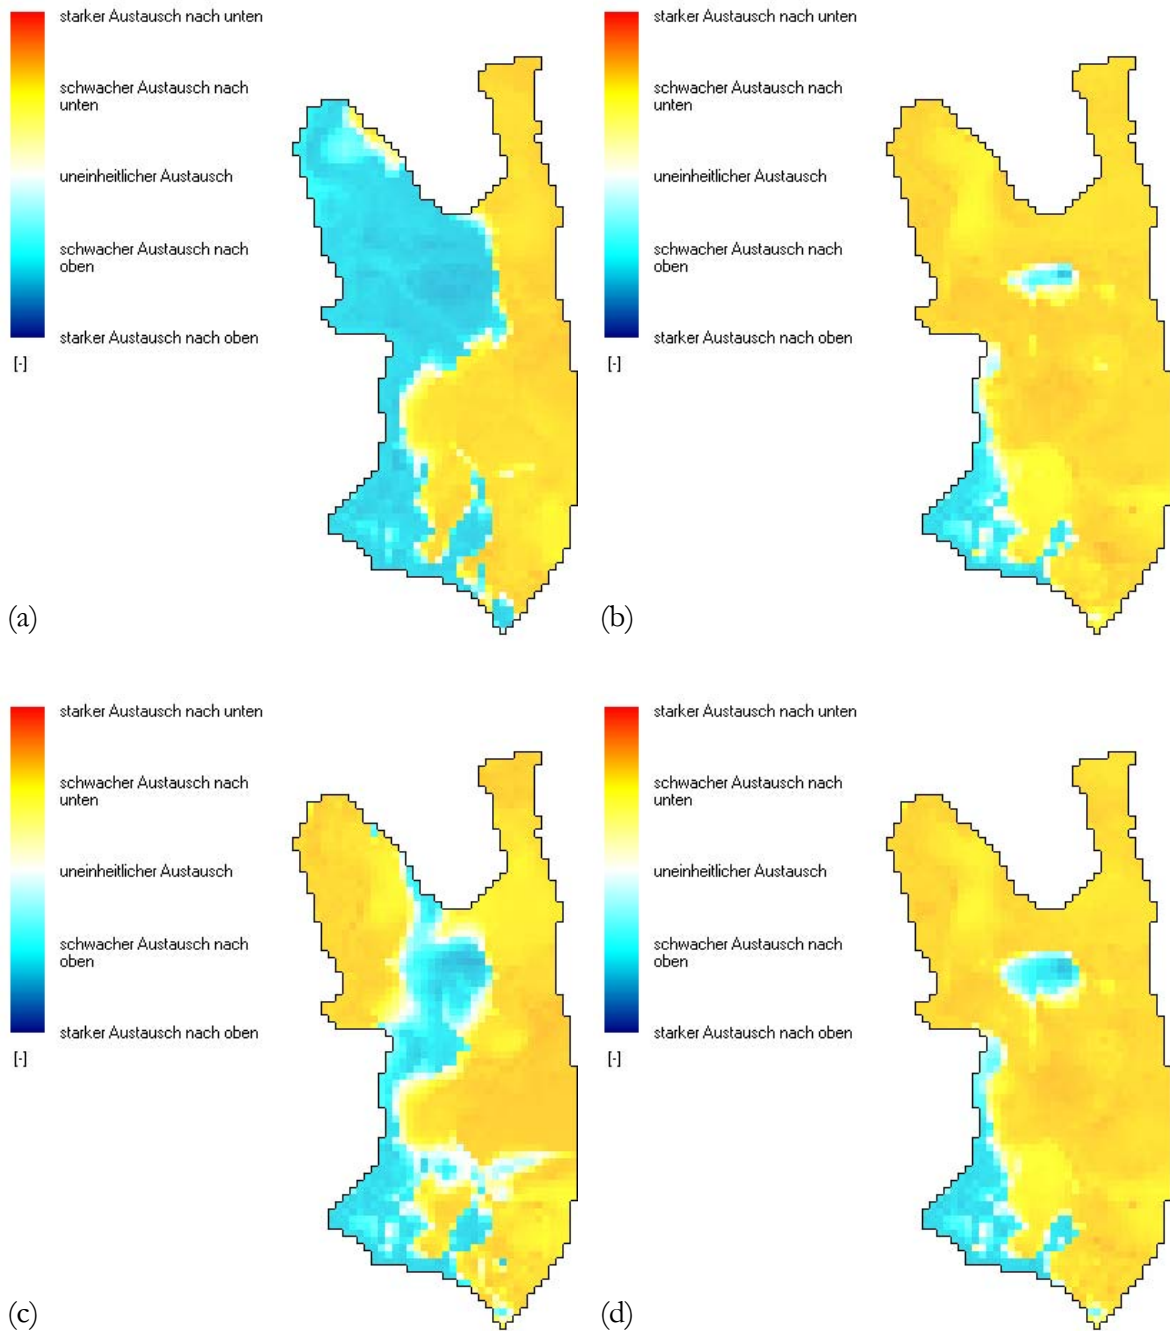 starker Austausch nach unten
schwacher Austausch nach
unten
uneinheitlicher Austausch
schwacher Austausch nach
oben
starker Austausch nach oben
[-]
(a)
starker Austausch nach unten
schwacher Austausch nach
unten
uneinheitlicher Austausch
schwacher Austausch nach
oben
starker Austausch nach oben
[-]
(b)
starker Austausch nach unten
schwacher Austausch nach
unten
uneinheitlicher Austausch
schwacher Austausch nach
oben
starker Austausch nach oben
[-]
(c)
starker Austausch nach unten
schwacher Austausch nach
unten
uneinheitlicher Austausch
schwacher Austausch nach
oben
starker Austausch nach oben
[-]
(d)